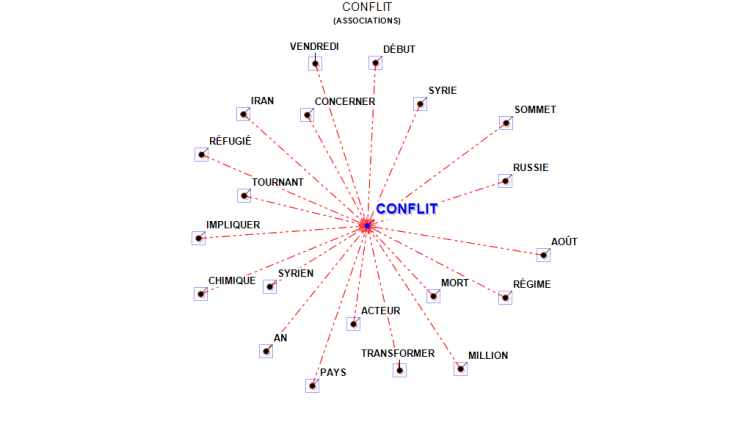 CONFLIT
(ASSOCIATIONS)
VENDREDI
DÉBUT
SYRIE
IRAN
CONCERNER
SOMMET
RÉFUGIÉ
RUSSIE
TOURNANT
CONFLIT
IMPLIQUER
AOÛT
SYRIEN
CHIMIQUE
MORT
RÉGIME
ACTEUR
AN
TRANSFORMER
MILLION
PAYS